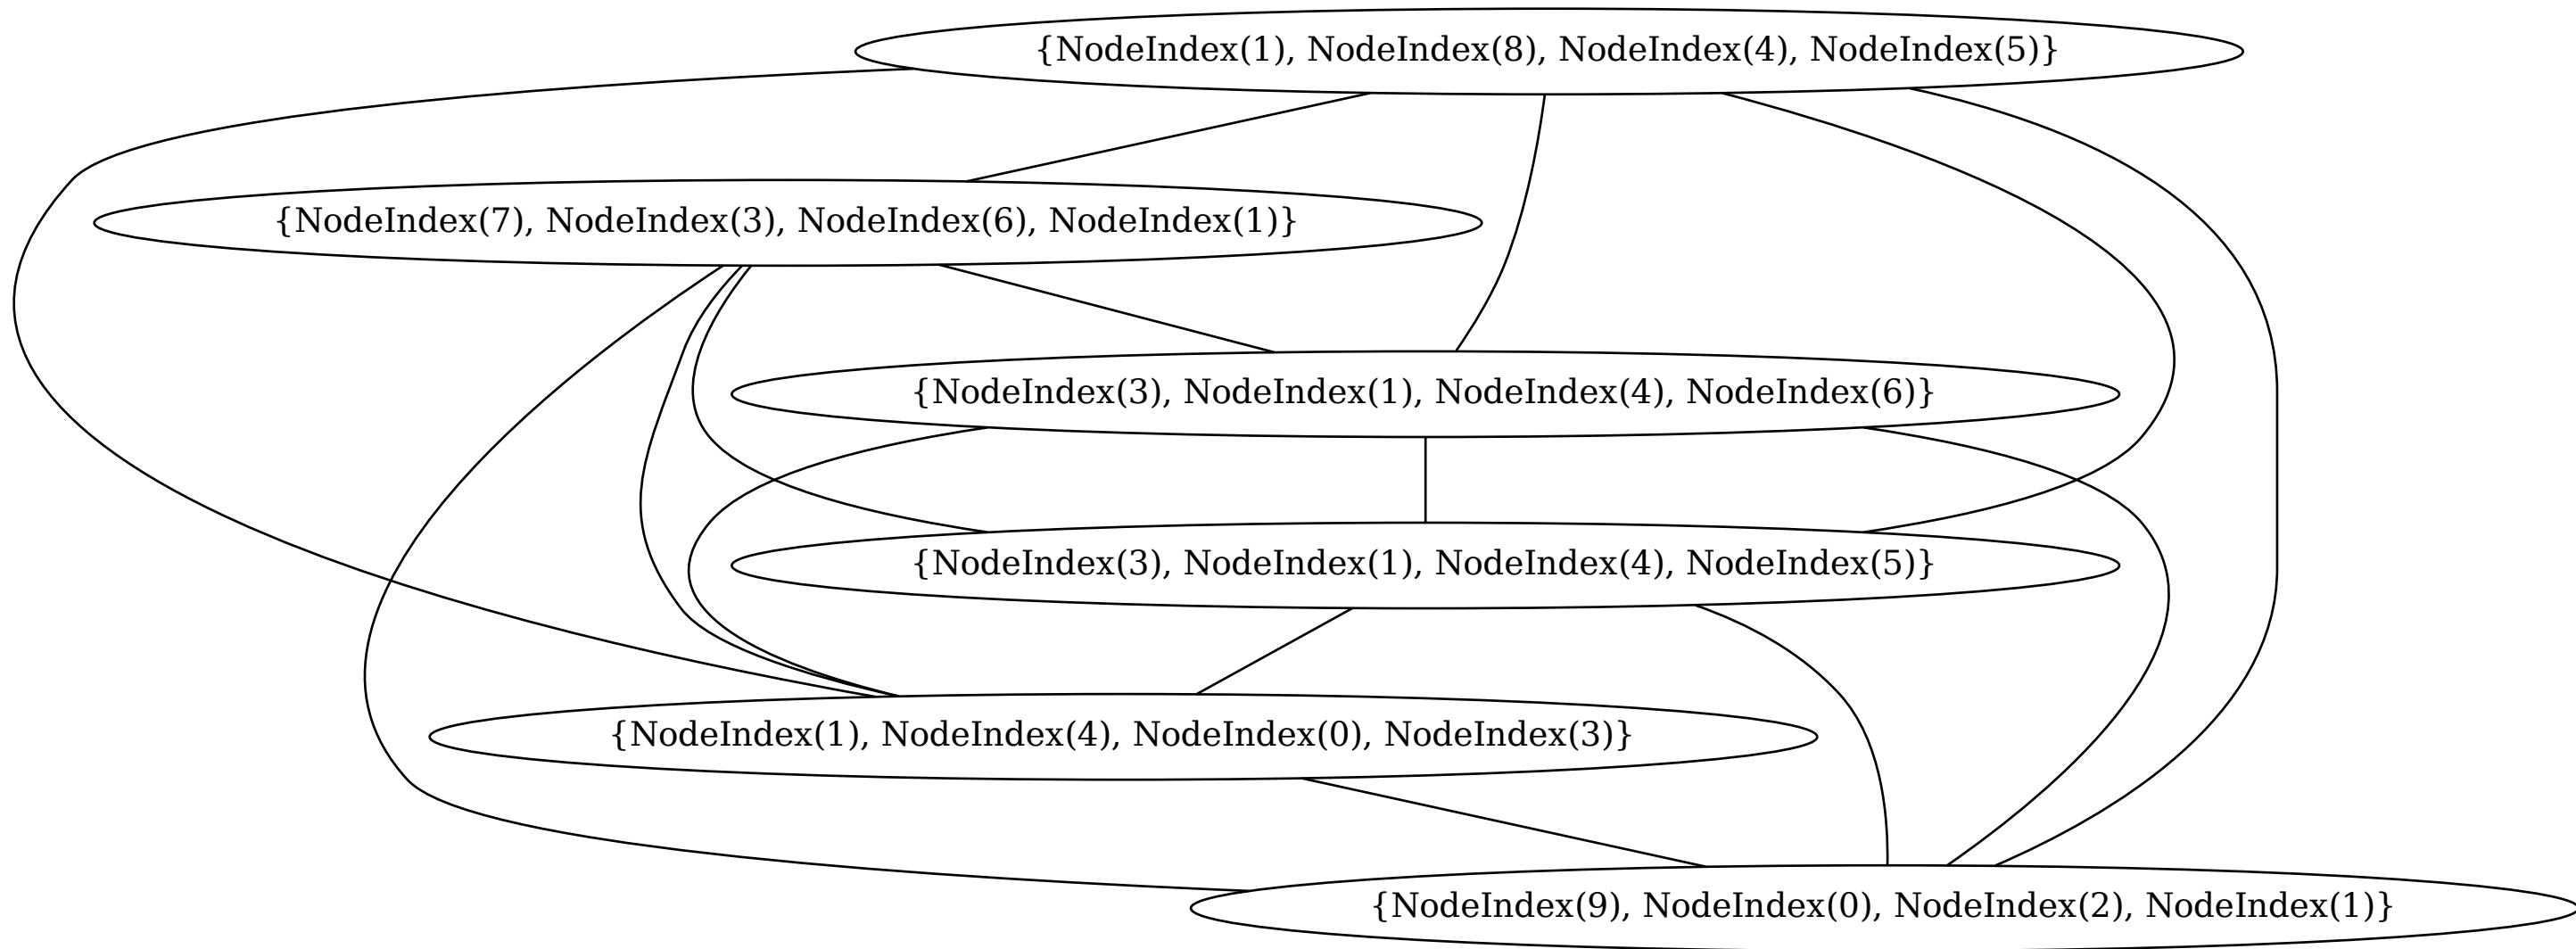 {NodeIndex(1), NodeIndex(8), NodeIndex(4), NodeIndex(5)}
{NodeIndex(7), NodeIndex(3), NodeIndex(6), NodeIndex(1)}
{NodeIndex(3), NodeIndex(1), NodeIndex(4), NodeIndex(6)}
{NodeIndex(3), NodeIndex(1), NodeIndex(4), NodeIndex(5)}
{NodeIndex(1), NodeIndex(4), NodeIndex(0), NodeIndex(3)}
{NodeIndex(9), NodeIndex(0), NodeIndex(2), NodeIndex(1)}